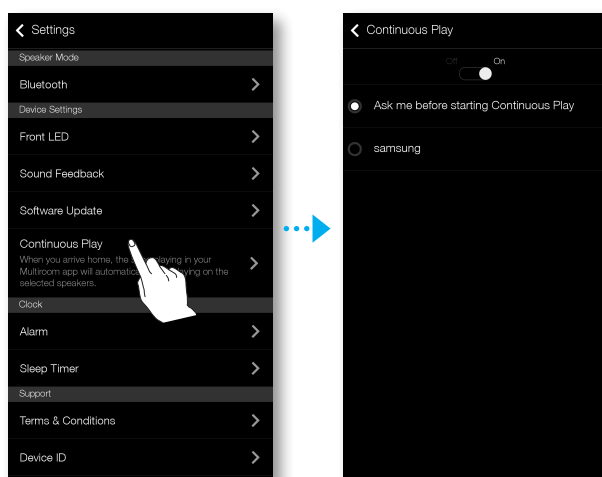 Settings
Speaker Mode
Bluetooth
Device Settings
Front LED
Sound Feedback
Software Update
Continuous Play
When you arrive home, the playing in your
Multiroom app will on the
selected speakers.
Clock
Alarm
Sleep Timer
Support
Terms & Conditions
Device ID
Continuous Play
Off On
Ask me before starting Continuous Play
samsung